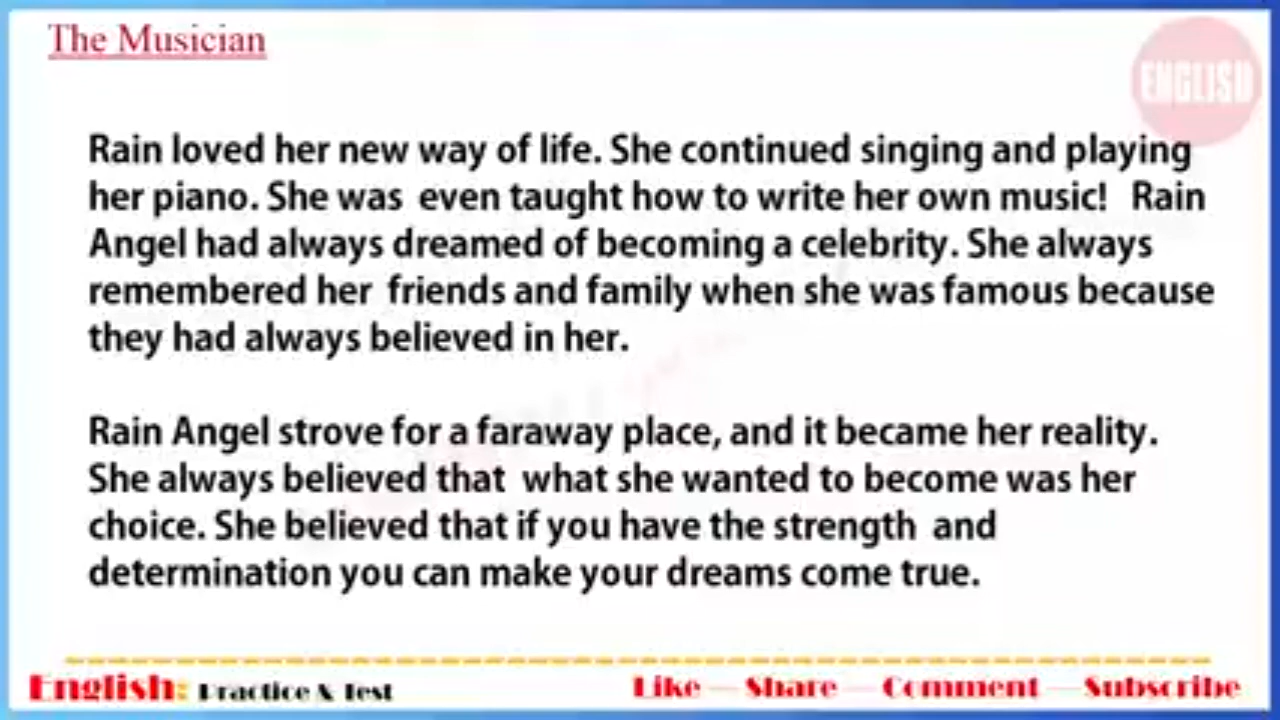 The Musician
ENGLISH
Rain loved her new way of life. She continued singing and playing
her piano. She was even taught how to write her own music! Rain
Angel had always dreamed of becoming a celebrity. She always
remembered her friends and family when she was famous because
they had always believed in her.
Rain Angel strove for a faraway place, and it became her reality.
She always believed that what she wanted to become was her
choice. She believed that if you have the strength and
determination you can make your dreams come true.
English: Practice & Test
Like — Share — Comment — Subscribe